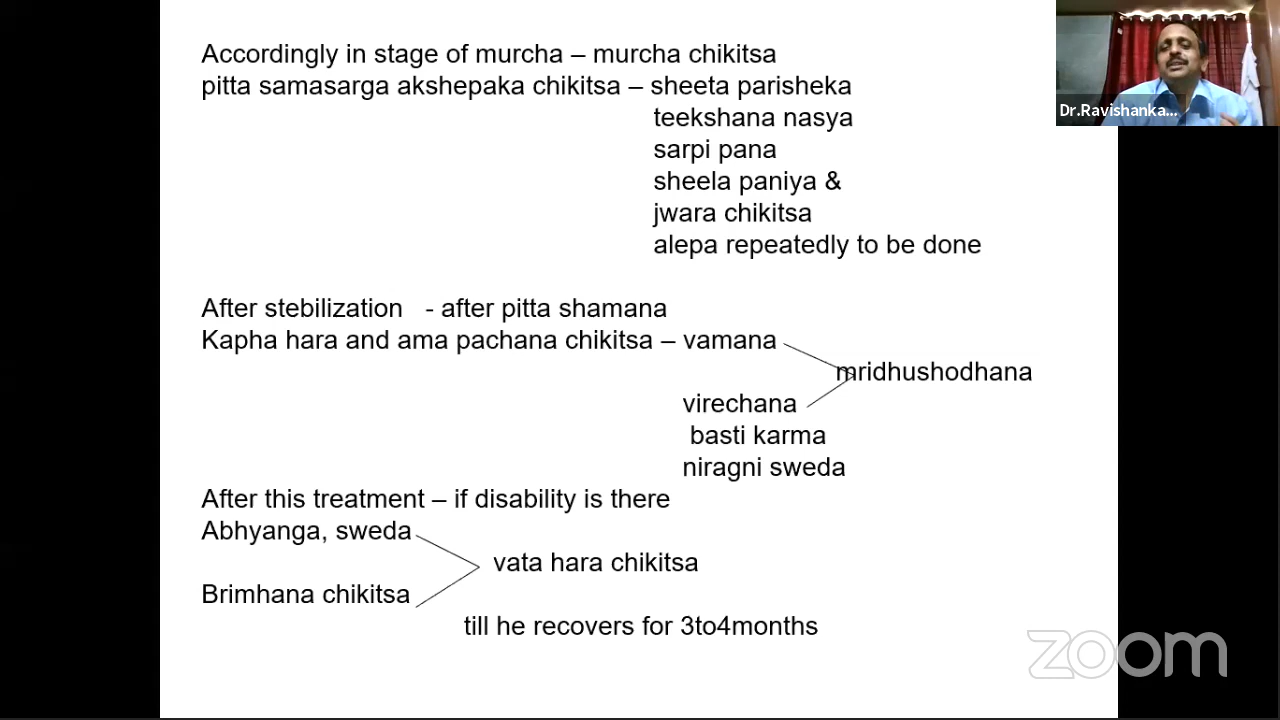 Accordingly in stage of murcha – murcha chikitsa
pitta samasarga akshepaka chikitsa – sheeta parisheka
teekshana nasya
sarpi pana
sheela paniya &
jwara chikitsa
alepa repeatedly to be done
After stebilization - after pitta shamana
Kapha hara and ama pachana chikitsa – vamana
mridhushodhana
virechana
basti karma
niragni sweda
After this treatment – if disability is there
Abhyanga, sweda
vata hara chikitsa
Brimhana chikitsa
till he recovers for 3to4months
Dr.Ravishanka...
zoom